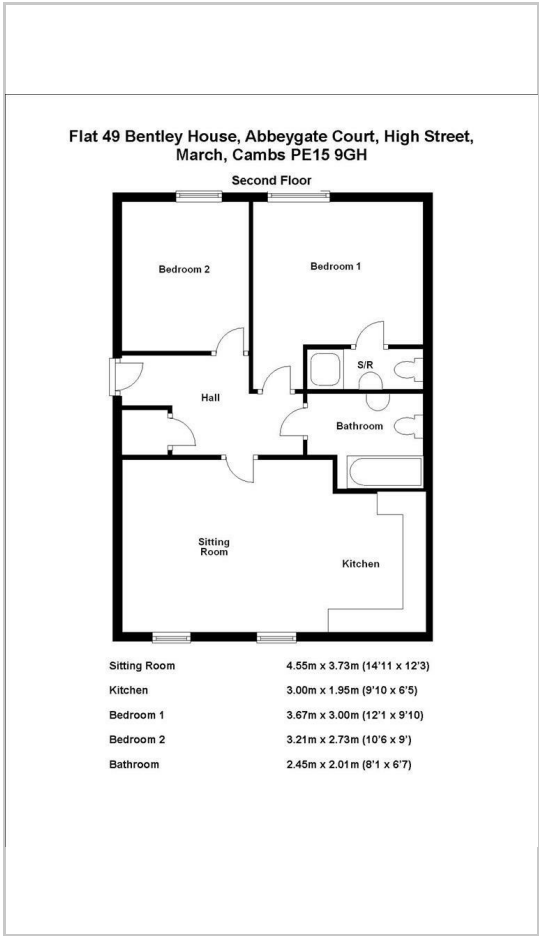 Flat 49 Bentley House, Abbeygate Court, High Street,
March, Cambs PE15 9GH
Second Floor
Bedroom 2
Bedroom 1
S/R
Hall
Bathroom
Sitting
Room
Kitchen
Sitting Room 4.55m x 3.73m (14'11 x 12'3)
Kitchen 3.00m x 1.95m (9'10 x 6'5)
Bedroom 1 3.67m x 3.00m (12'1 x 9'10)
Bedroom 2 3.21m x 2.73m (10'6 x 9')
Bathroom 2.45m x 2.01m (8'1 x 6'7)